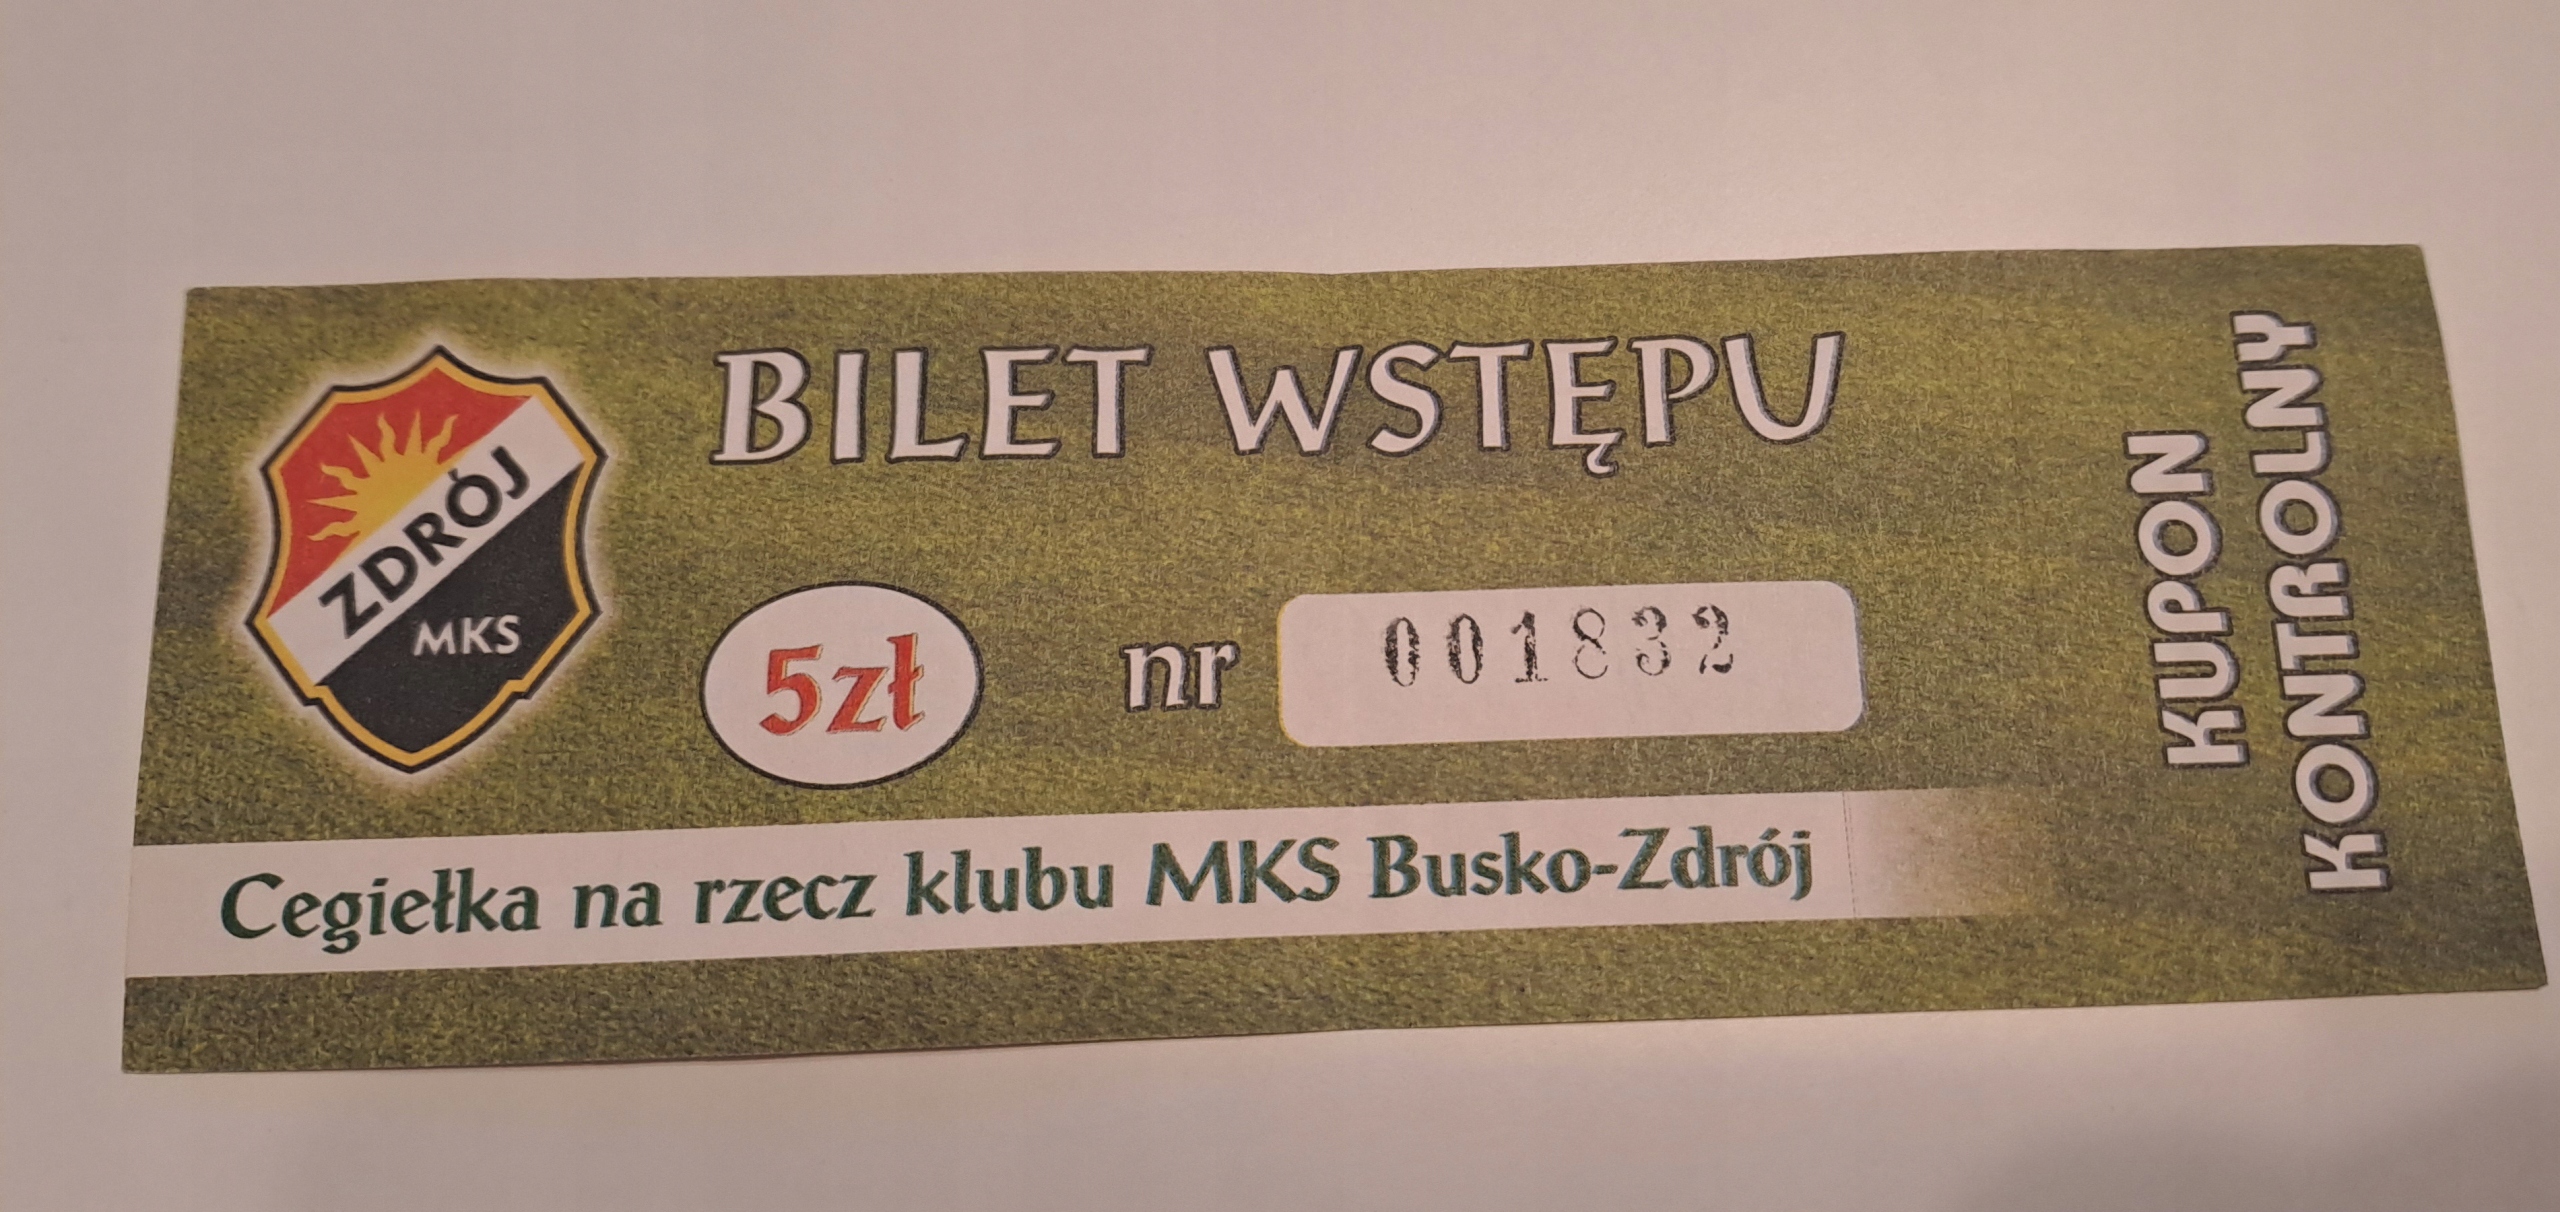 BILET WSTĘPU
ZDRÓJ
MKS
5zł
nr
001832
Cegiełka na rzecz klubu MKS Busko-Zdrój
KUPON
KONTROLNY